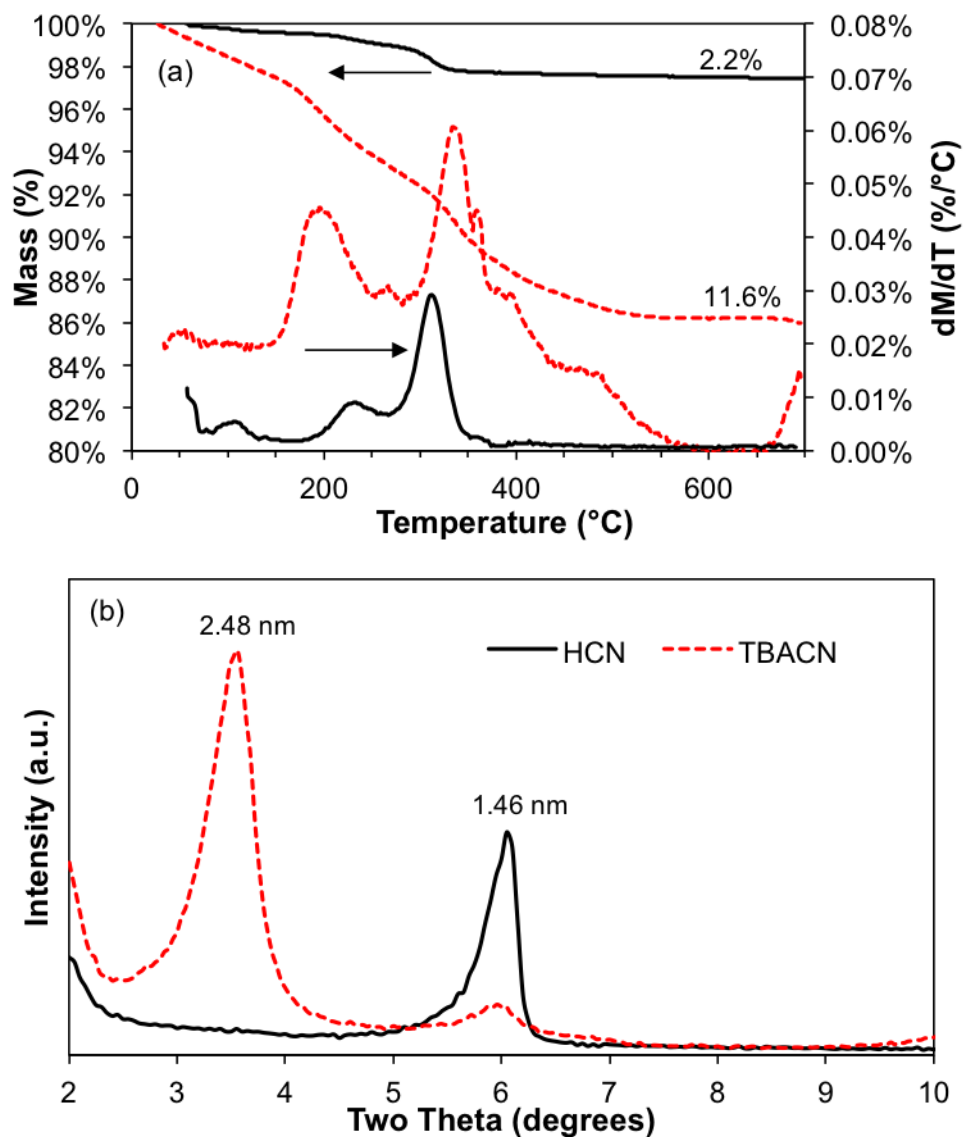 100%
98%
96%
94%
92%
90%
88%
86%
84%
82%
80%
Mass (%)
(a)
2.2%
11.6%
0.08%
0.07%
0.06%
0.05%
0.04%
0.03%
0.02%
0.01%
0.00%
dM/dT (%/°C)
0 200 400 600
Temperature (°C)
(b)
2.48 nm
HCN TBACN
1.46 nm
Intensity (a.u.)
2 3 4 5 6 7 8 9 10
Two Theta (degrees)